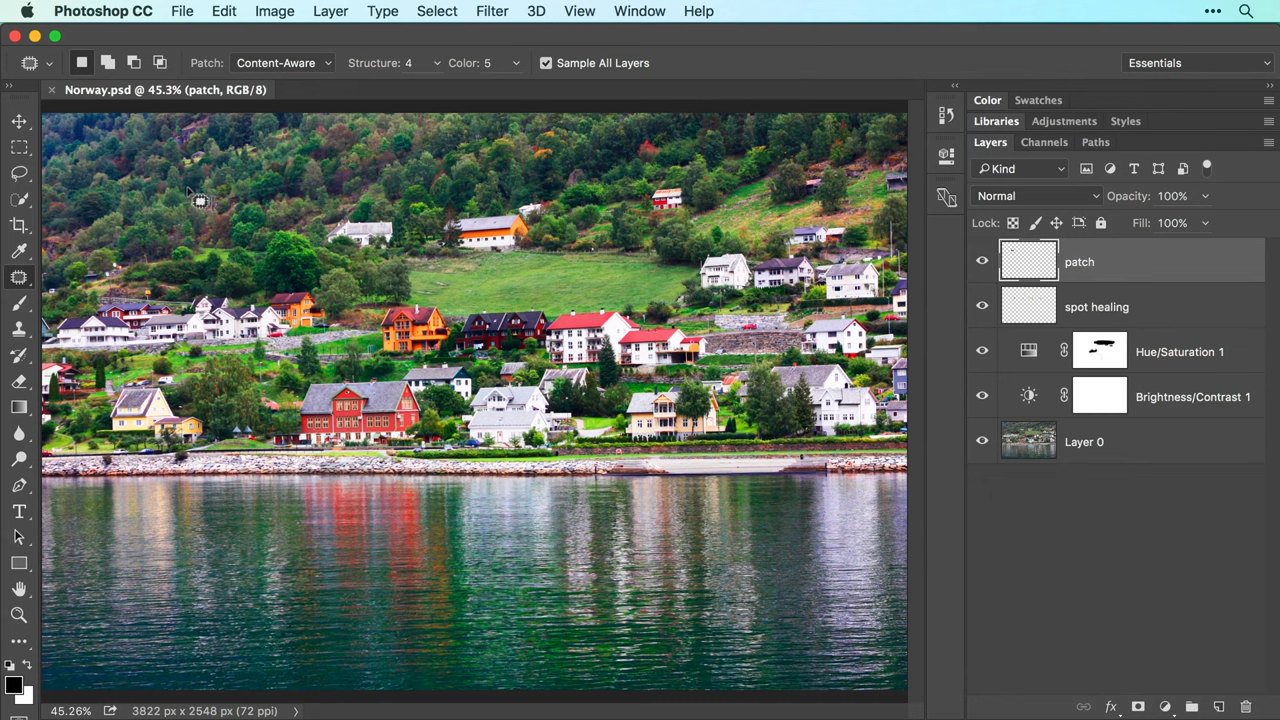 Photoshop CC File Edit Image Layer Type Select Filter 3D View Window Help
Patch: Content-Aware Structure: 4 Color: 5 Sample All Layers Essentials
Norway.psd @ 45.3% (patch, RGB/8)
Color Swatches
Libraries Adjustments Styles
Layers Channels Paths
Kind
Normal Opacity: 100%
Lock: Fill: 100%
patch
spot healing
Hue/Saturation 1
Brightness/Contrast 1
Layer 0
45.26% 3822 px x 2548 px (72 ppi)